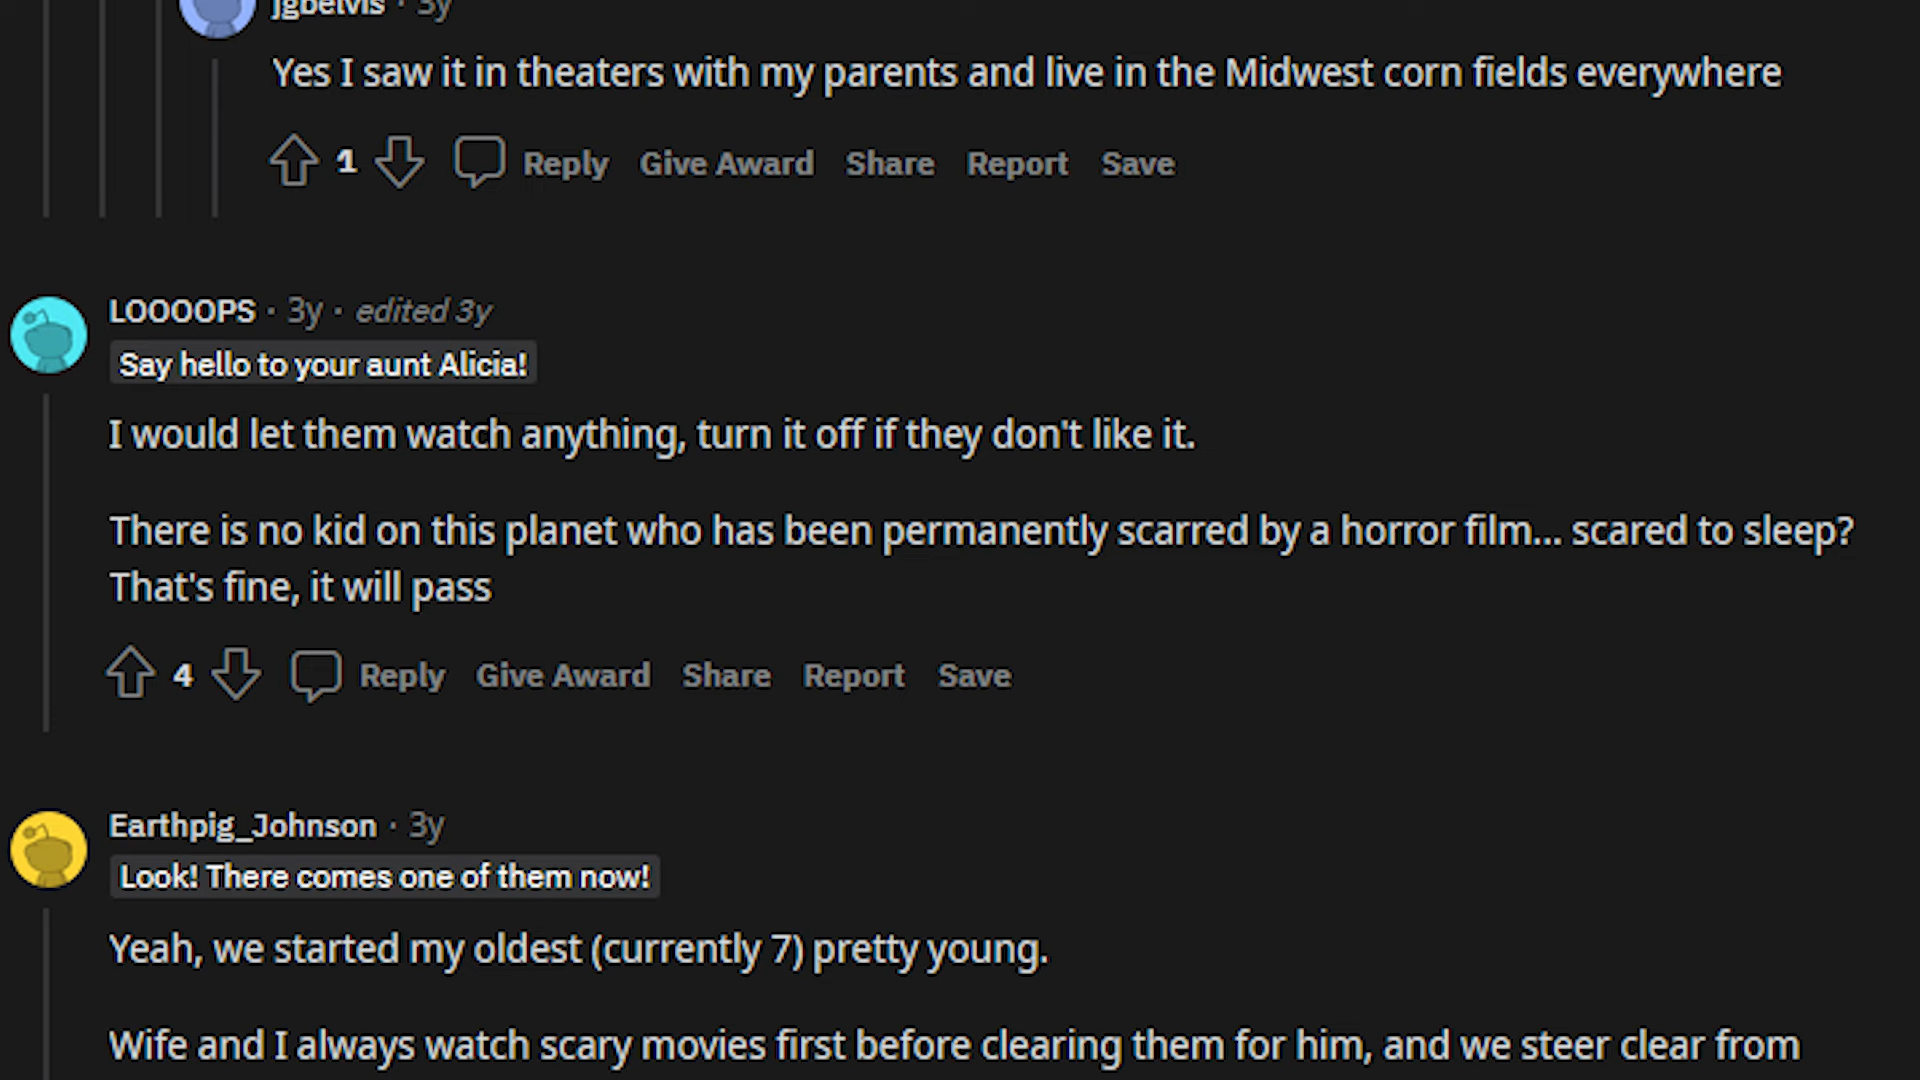 jgbelvis · 3y
Yes I saw it in theaters with my parents and live in the Midwest corn fields everywhere
1 Reply Give Award Share Report Save
LOOOOPS · 3y · edited 3y
Say hello to your aunt Alicia!
I would let them watch anything, turn it off if they don't like it.
There is no kid on this planet who has been permanently scarred by a horror film... scared to sleep?
That's fine, it will pass
4 Reply Give Award Share Report Save
Earthpig_Johnson · 3y
Look! There comes one of them now!
Yeah, we started my oldest (currently 7) pretty young.
Wife and I always watch scary movies first before clearing them for him, and we steer clear from